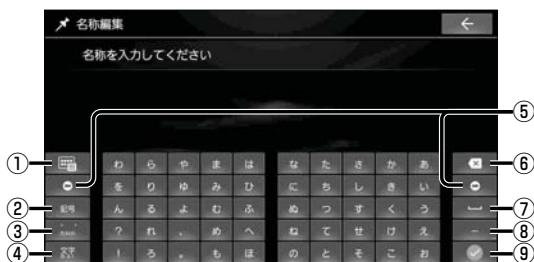 名称編集
名称を入力してください
⑤
① わ ら や ま は な た さ か あ ⑥
を り ゆ み ひ に ち し き い
② 記号 ん る よ む ふ ぬ つ す く う ⑦
③ ? れ 、 め へ ね て せ け え ー ⑧
④ 文字 ! ろ 。 も ほ の と そ こ お ⑨